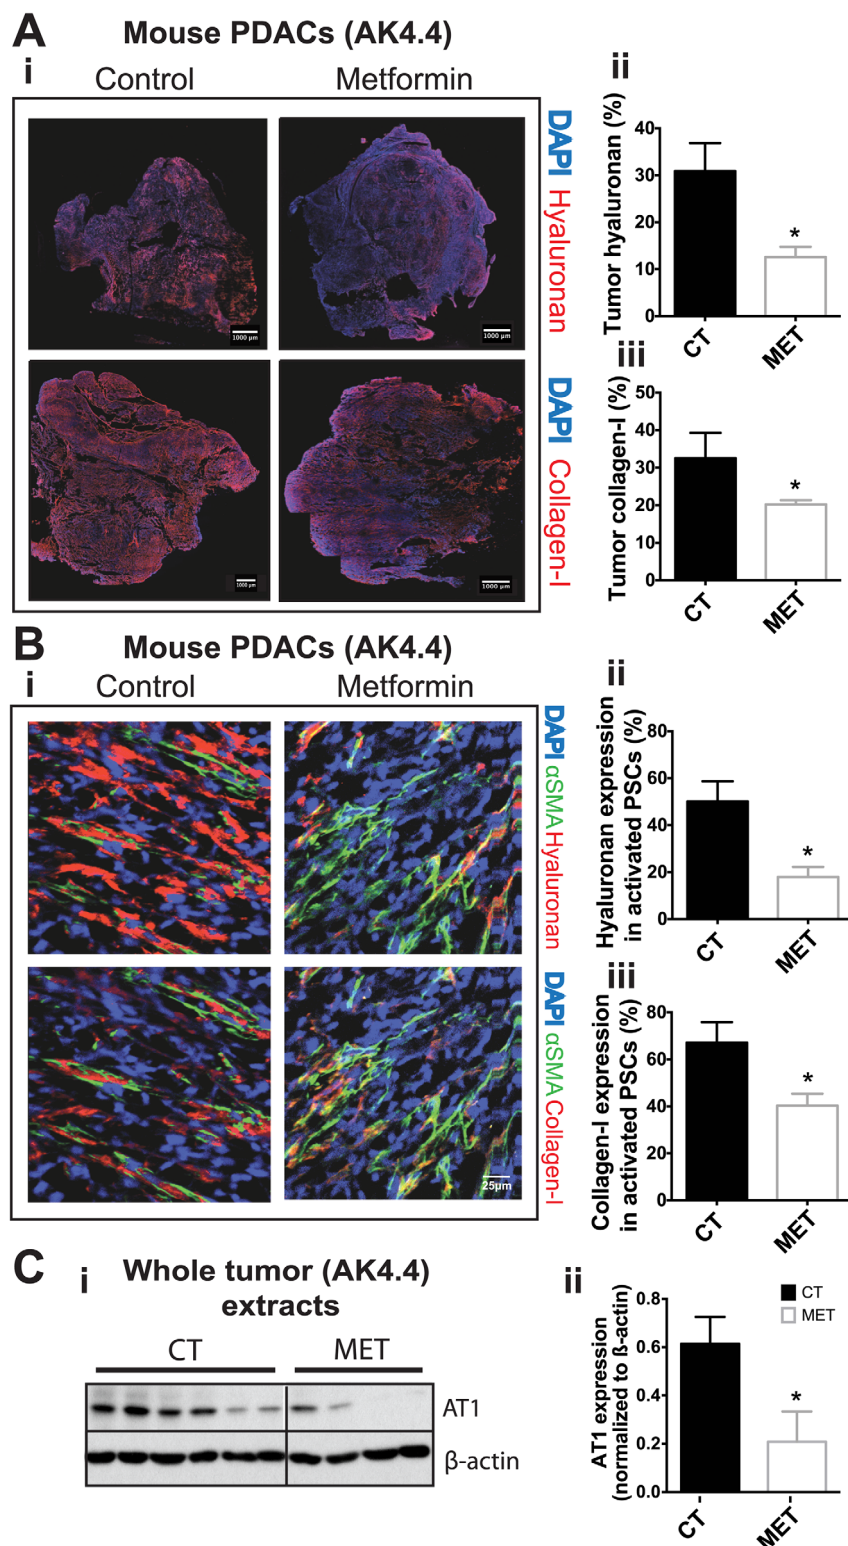 A
Mouse PDACs (AK4.4)
i
Control
Metformin
DAPI Hyaluronan
1000 µm
1000 µm
DAPI Collagen-I
1000 µm
1000 µm
ii
Tumor hyaluronan (%)
40
30
20
10
0
*
CT
MET
iii
Tumor collagen-I (%)
50
40
30
20
10
0
*
CT
MET
B
Mouse PDACs (AK4.4)
i
Control
Metformin
DAPI αSMA Hyaluronan
DAPI αSMA Collagen-I
25µm
ii
Hyaluronan expression
in activated PSCs (%)
80
60
40
20
0
*
CT
MET
iii
Collagen-I expression
in activated PSCs (%)
80
60
40
20
0
*
CT
MET
C
i
Whole tumor (AK4.4)
extracts
CT
MET
AT1
β-actin
ii
AT1 expression
(normalized to ß-actin)
0.8
0.6
0.4
0.2
0.0
CT
MET
*
CT
MET